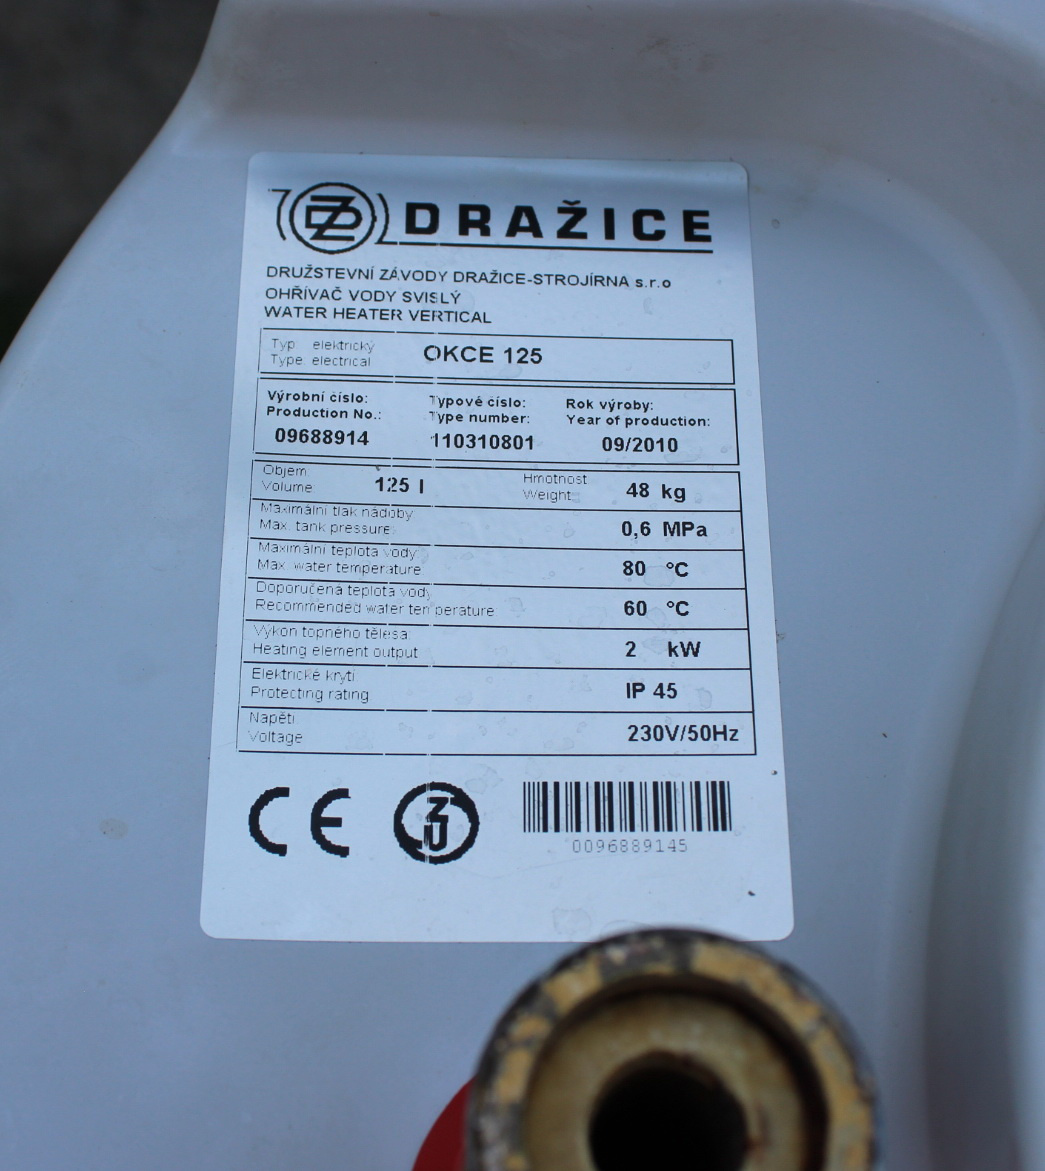 DZ DRAŽICE
DRUŽSTEVNÍ ZÁVODY DRAŽICE-STROJÍRNA s.r.o
OHŘÍVAČ VODY SVISLÝ
WATER HEATER VERTICAL
Typ elektrický
Type electrical
OKCE 125
Výrobní číslo: Typové číslo: Rok výroby:
Production No.: Type number: Year of production:
09688914 110310801 09/2010
Objem
Volume
125 l
Hmotnost
Weight
48 kg
Maximální tlak nádoby
Max. tank pressure
0,6 MPa
Maximální teplota vody
Max. water temperature
80 °C
Doporučená teplota vody
Recommended water temperature
60 °C
Výkon topného tělesa
Heating element output
2 kW
Elektrické krytí
Protecting rating
IP 45
Napětí
Voltage
230V/50Hz
CE
0096889145